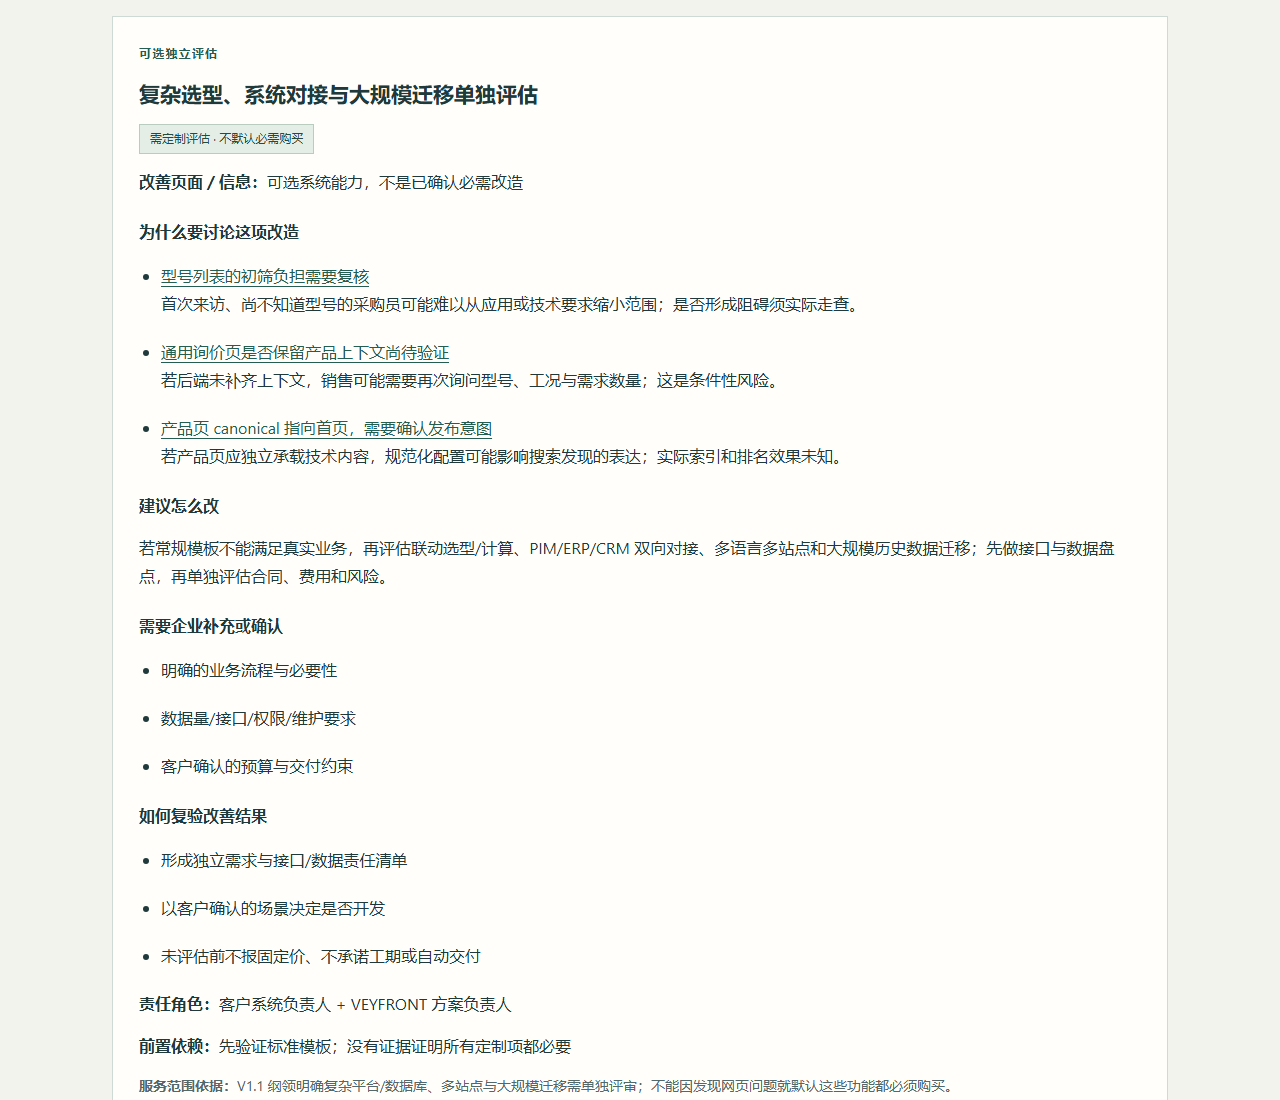 可选独立评估
复杂选型、系统对接与大规模迁移单独评估
需定制评估 · 不默认必需购买
改善页面 / 信息：可选系统能力，不是已确认必需改造
为什么要讨论这项改造
型号列表的初筛负担需要复核
首次来访、尚不知道型号的采购员可能难以从应用或技术要求缩小范围；是否形成阻碍须实际走查。
通用询价页是否保留产品上下文尚待验证
若后端未补齐上下文，销售可能需要再次询问型号、工况与需求数量；这是条件性风险。
产品页 canonical 指向首页，需要确认发布意图
若产品页应独立承载技术内容，规范化配置可能影响搜索发现的表达；实际索引和排名效果未知。
建议怎么改
若常规模板不能满足真实业务，再评估联动选型/计算、PIM/ERP/CRM 双向对接、多语言多站点和大规模历史数据迁移；先做接口与数据盘
点，再单独评估合同、费用和风险。
需要企业补充或确认
明确的业务流程与必要性
数据量/接口/权限/维护要求
客户确认的预算与交付约束
如何复验改善结果
形成独立需求与接口/数据责任清单
以客户确认的场景决定是否开发
未评估前不报固定价、不承诺工期或自动交付
责任角色：客户系统负责人 + VEYFRONT 方案负责人
前置依赖：先验证标准模板；没有证据证明所有定制项都必要
服务范围依据：V1.1 纲领明确复杂平台/数据库、多站点与大规模迁移需单独评审；不能因发现网页问题就默认这些功能都必须购买。